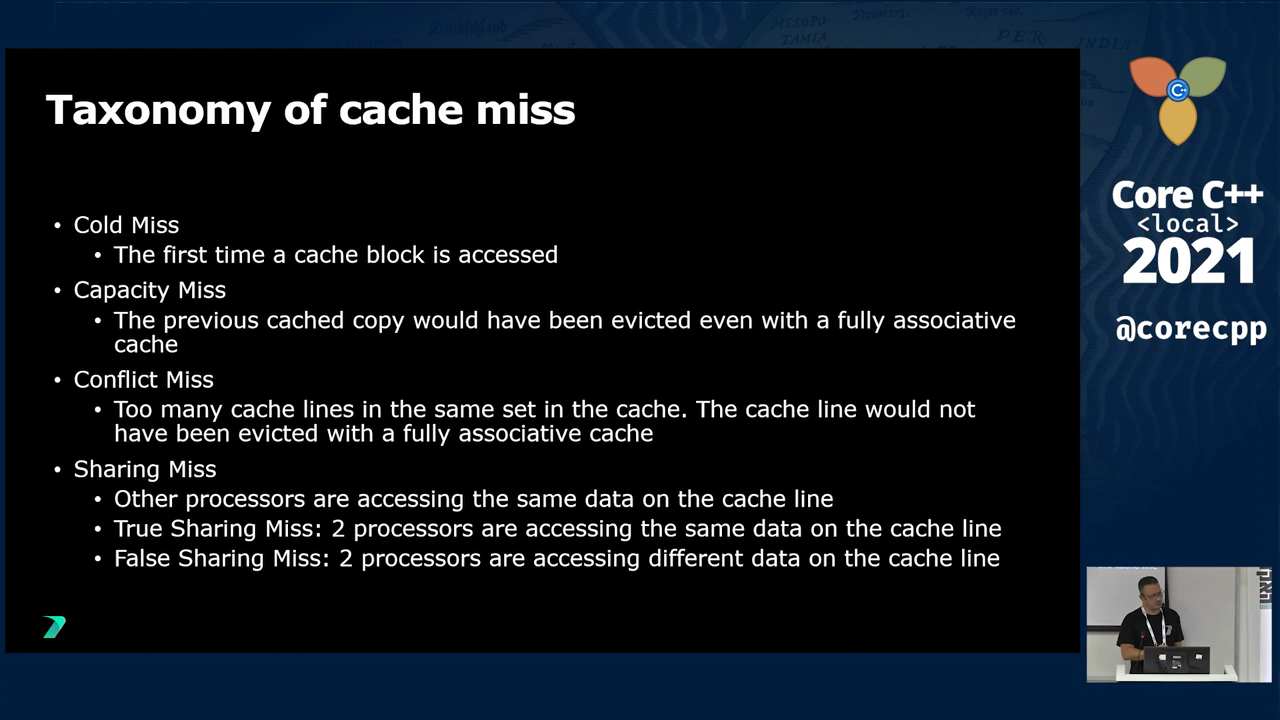 Deutschland
MESOPO
TAMIA
PER
INDIA
Taxonomy of cache miss
• Cold Miss
• The first time a cache block is accessed
• Capacity Miss
• The previous cached copy would have been evicted even with a fully associative
cache
• Conflict Miss
• Too many cache lines in the same set in the cache. The cache line would not
have been evicted with a fully associative cache
• Sharing Miss
• Other processors are accessing the same data on the cache line
• True Sharing Miss: 2 processors are accessing the same data on the cache line
• False Sharing Miss: 2 processors are accessing different data on the cache line
C++
Core C++
<local>
2021
@corecpp